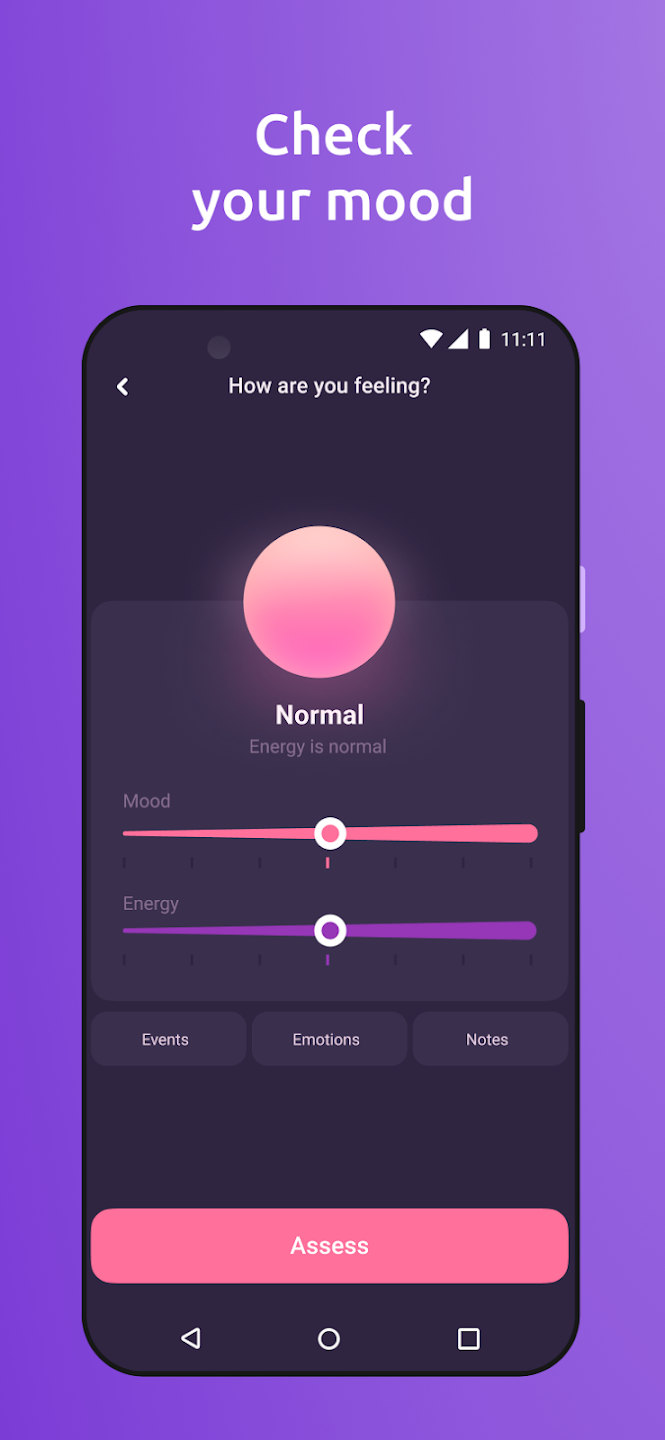 Check
your mood
11:11
How are you feeling?
Normal
Energy is normal
Mood
Energy
Events
Emotions
Notes
Assess